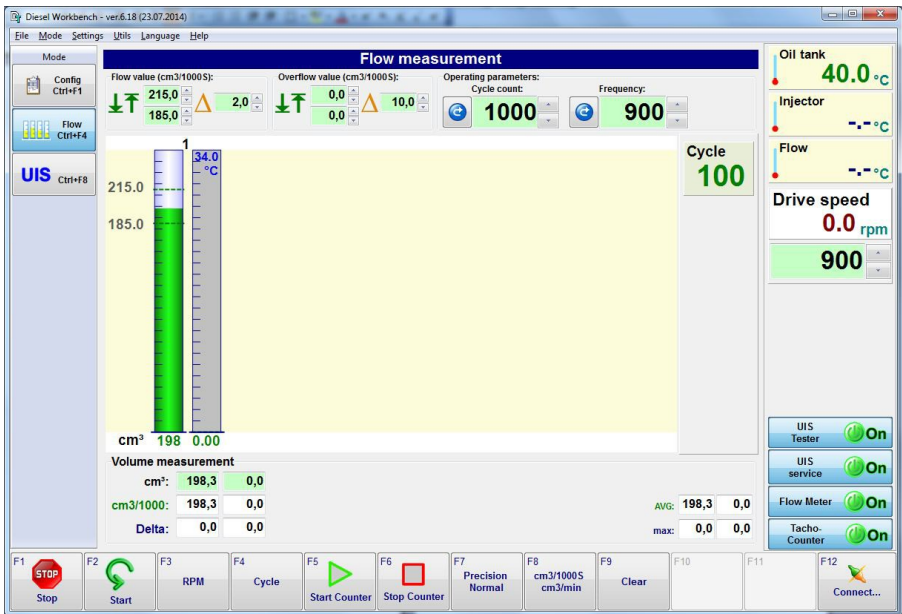 Diesel Workbench - ver.6.18 (23.07.2014)
File Mode Settings Utils Language Help
Mode
Config
Ctrl+F1
Flow
Ctrl+F4
UIS Ctrl+F8
Flow measurement
Flow value (cm3/1000S):
215,0
185,0
2,0
Overflow value (cm3/1000S):
0,0
0,0
10,0
Operating parameters:
Cycle count:
1000
Frequency:
900
1
34.0
°C
215.0
185.0
cm³ 198 0.00
Cycle
100
Volume measurement
cm³: 198,3 0,0
cm3/1000: 198,3 0,0 AVG: 198,3 0,0
Delta: 0,0 0,0 max: 0,0 0,0
Oil tank
40.0 °C
Injector
-.- °C
Flow
-.- °C
Drive speed
0.0 rpm
900
UIS
Tester On
UIS
service On
Flow Meter On
Tacho-
Counter On
F1 STOP Stop
F2 Start
F3 RPM
F4 Cycle
F5 Start Counter
F6 Stop Counter
F7 Precision
Normal
F8 cm3/1000S
cm3/min
F9 Clear
F10
F11
F12 Connect...